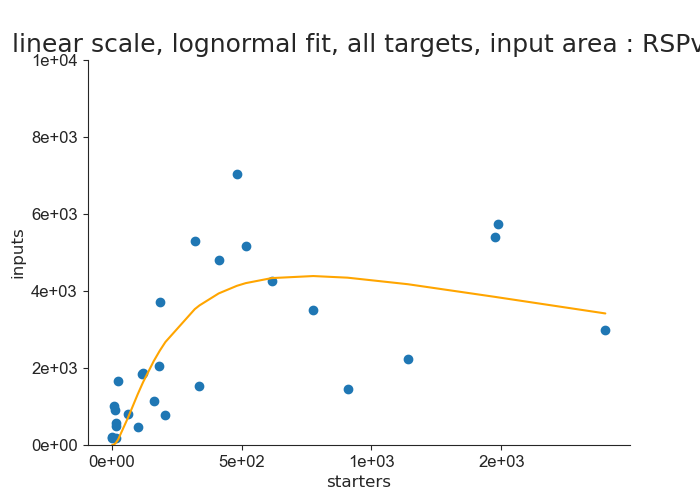 linear scale, lognormal fit, all targets, input area : RSPv
1e+04
8e+03
6e+03
4e+03
2e+03
0e+00
inputs
0e+00 5e+02 1e+03 2e+03
starters